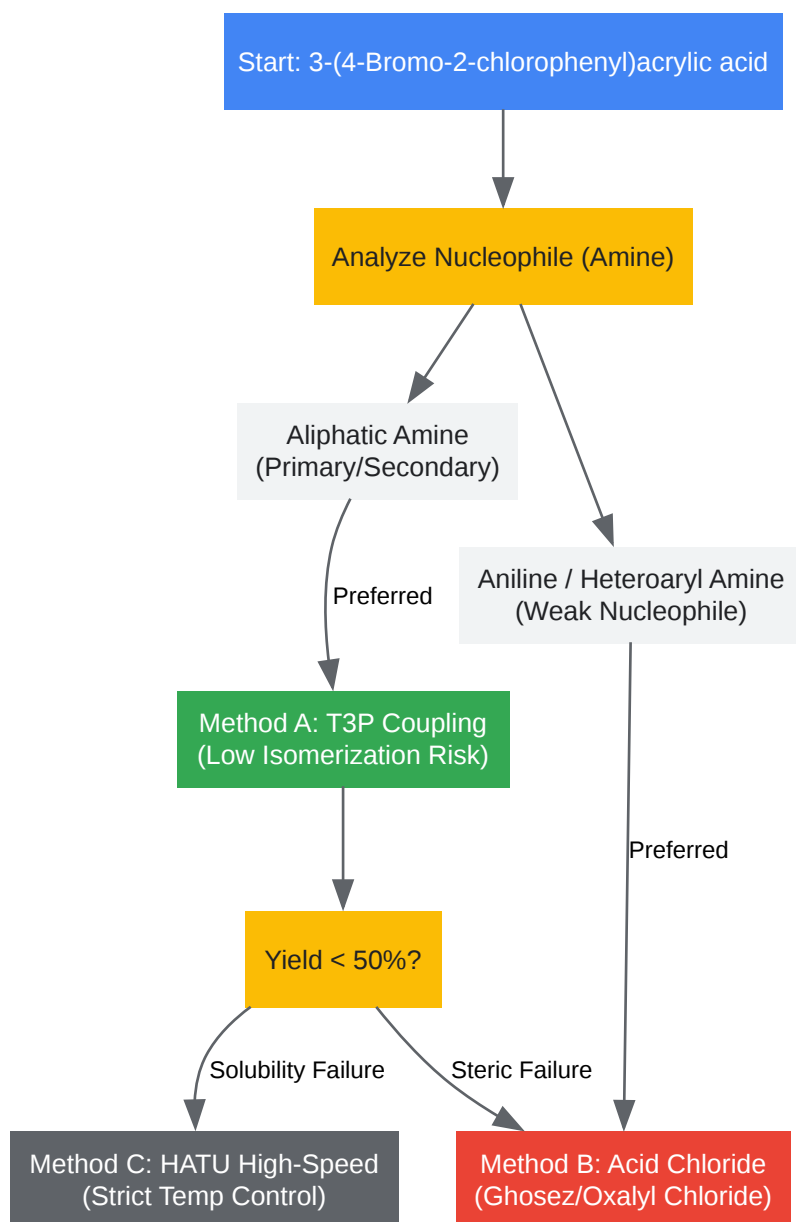 Start: 3-(4-Bromo-2-chlorophenyl)acrylic acid
Analyze Nucleophile (Amine)
Aliphatic Amine
(Primary/Secondary)
Aniline / Heteroaryl Amine
(Weak Nucleophile)
Preferred
Method A: T3P Coupling
(Low Isomerization Risk)
Preferred
Yield < 50%?
Solubility Failure
Steric Failure
Method C: HATU High-Speed
(Strict Temp Control)
Method B: Acid Chloride
(Ghosez/Oxalyl Chloride)